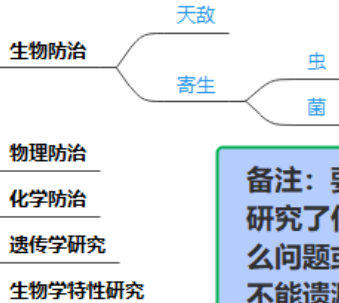 天敌
生物防治
寄生
虫
菌
物理防治
化学防治
遗传学研究
生物学特性研究
备注：
研究了
么问题
不能遗